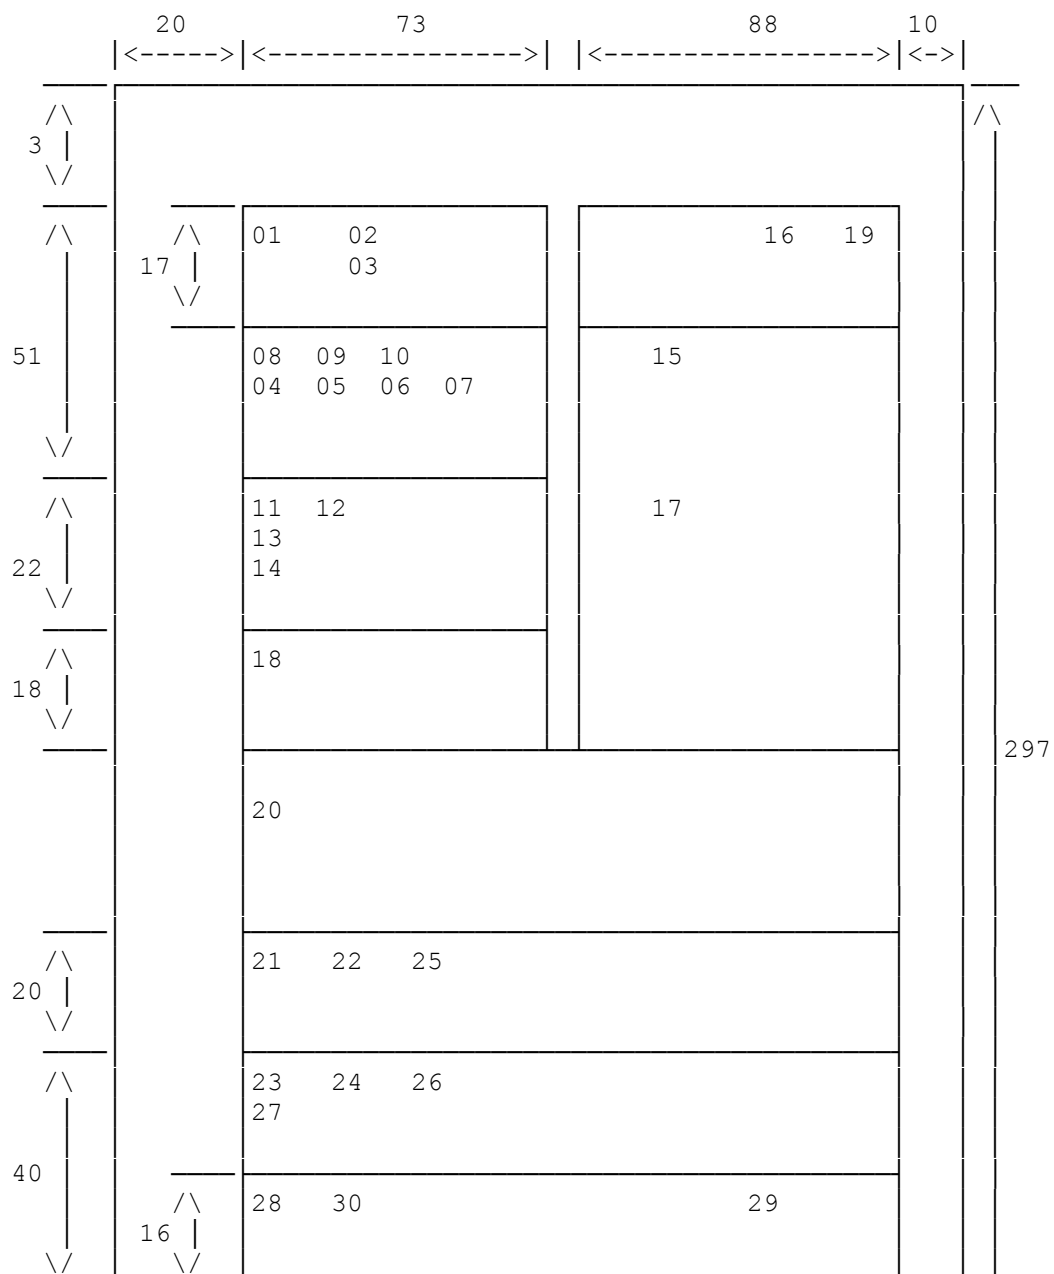 20 73 88 10
|<----->|<----------------->| |<----------------->|<->|
/\ /\
3 |
\/
/\ /\ 01 02 16 19
17 | 03
\/
51 08 09 10 15
04 05 06 07
\/
/\ 11 12 17
13
22 | 14
\/
/\ 18
18 |
\/
297
20
/\ 21 22 25
20 |
\/
/\ 23 24 26
27
40
/\ 28 30 29
16 |
\/ \/